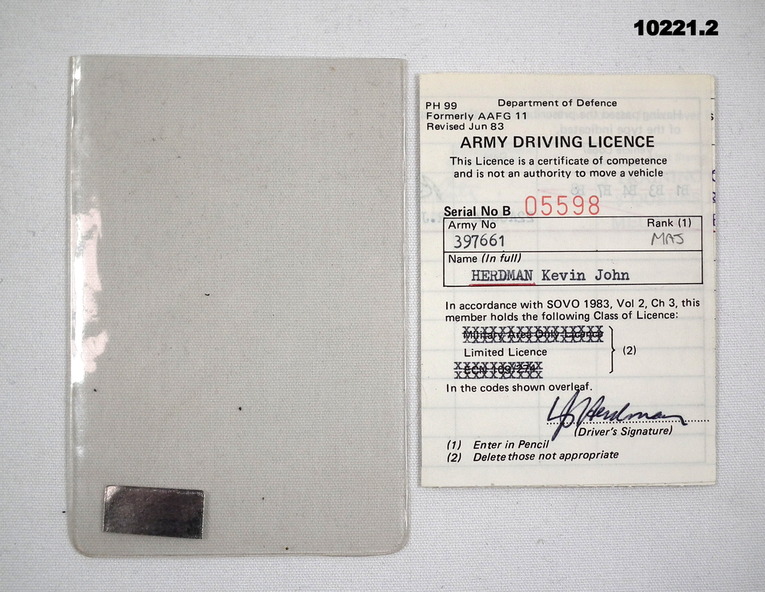 10221.2
PH 99 Department of Defence
Formerly AAFG 11
Revised Jun 83
ARMY DRIVING LICENCE
This Licence is a certificate of competence
and is not an authority to move a vehicle
Serial No B 05598
Army No Rank (1)
397661 MAJ
Name (In full)
HERDMAN Kevin John
In accordance with SOVO 1983, Vol 2, Ch 3, this
member holds the following Class of Licence:
Military Area Only Licence
Limited Licence (2)
In the codes shown overleaf.
(Driver's Signature)
(1) Enter in Pencil
(2) Delete those not appropriate